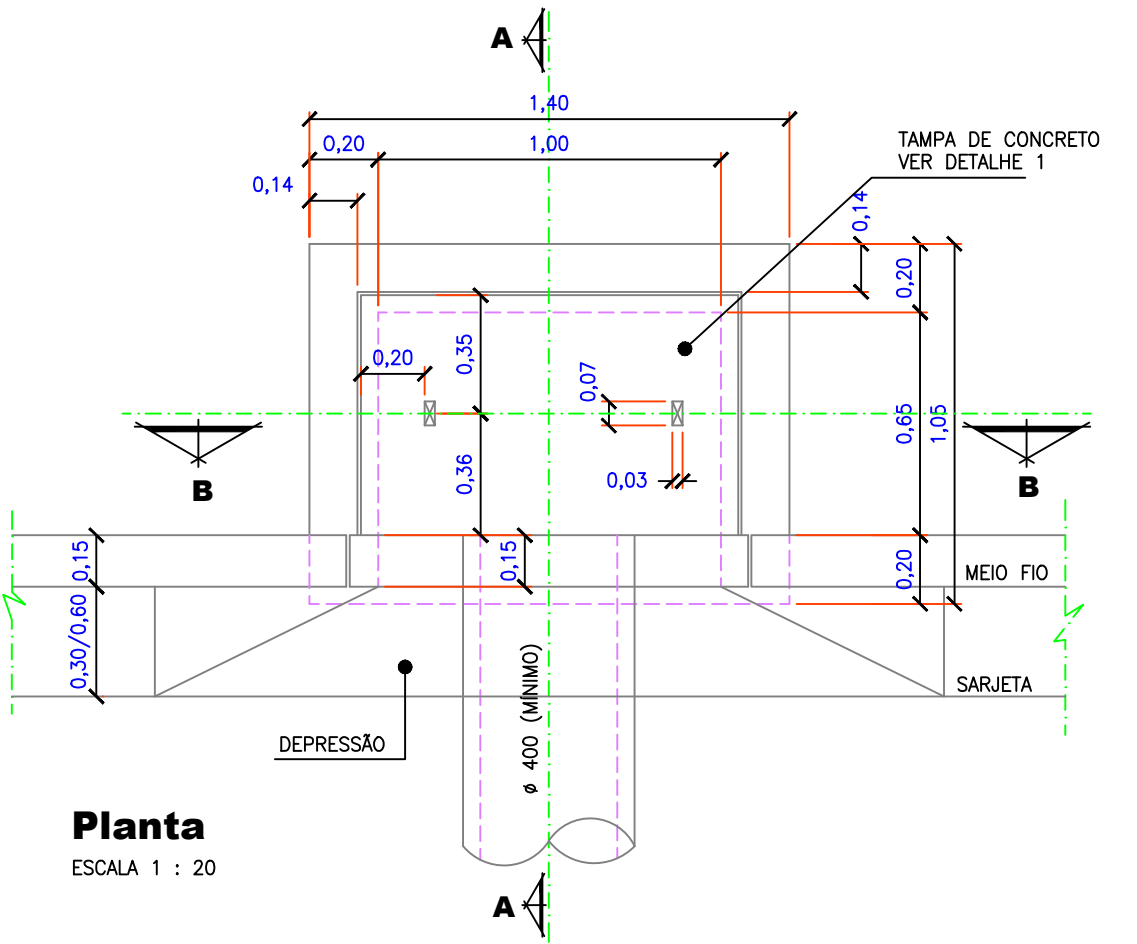 A
1,40
0,20
1,00
0,14
TAMPA DE CONCRETO
VER DETALHE 1
0,14
0,20
0,35
0,20
0,07
0,65
1,05
0,36
0,03
B
B
0,15
0,15
0,20
MEIO FIO
0,30/0,60
SARJETA
ø 400 (MÍNIMO)
DEPRESSÃO
Planta
ESCALA 1 : 20
A